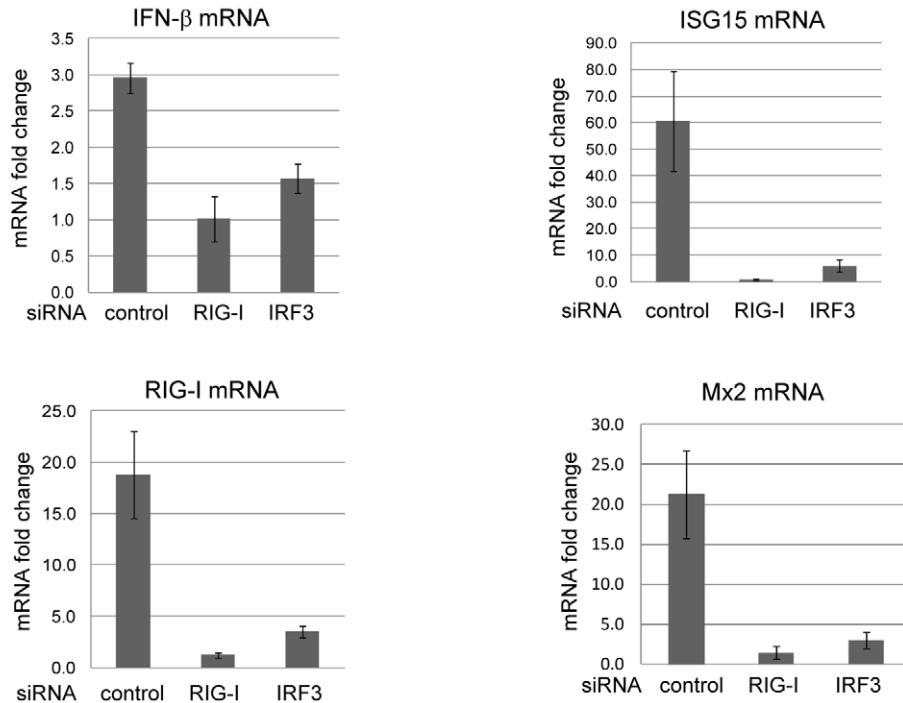 IFN-β mRNA
mRNA fold change
3.5
3.0
2.5
2.0
1.5
1.0
0.5
0.0
siRNA control RIG-I IRF3
ISG15 mRNA
mRNA fold change
90.0
80.0
70.0
60.0
50.0
40.0
30.0
20.0
10.0
0.0
siRNA control RIG-I IRF3
RIG-I mRNA
mRNA fold change
25.0
20.0
15.0
10.0
5.0
0.0
siRNA control RIG-I IRF3
Mx2 mRNA
mRNA fold change
30.0
25.0
20.0
15.0
10.0
5.0
0.0
siRNA control RIG-I IRF3